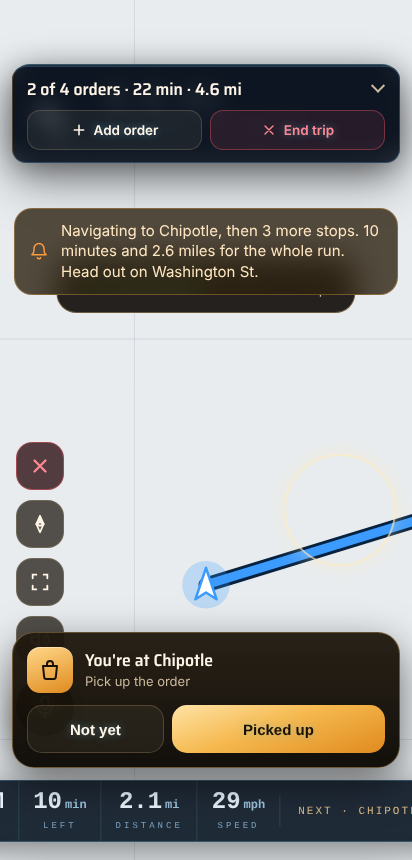 2 of 4 orders · 22 min · 4.6 mi
Add order
End trip
Navigating to Chipotle, then 3 more stops. 10
minutes and 2.6 miles for the whole run.
Head out on Washington St.
You're at Chipotle
Pick up the order
Not yet
Picked up
10 min
LEFT
2.1 mi
DISTANCE
29 mph
SPEED
NEXT · CHIPOT